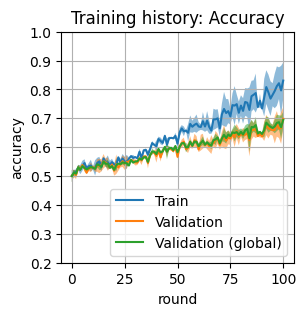 Training history: Accuracy
accuracy
1.0
0.9
0.8
0.7
0.6
0.5
0.4
0.3
0.2
Train
Validation
Validation (global)
0
25
50
75
100
round